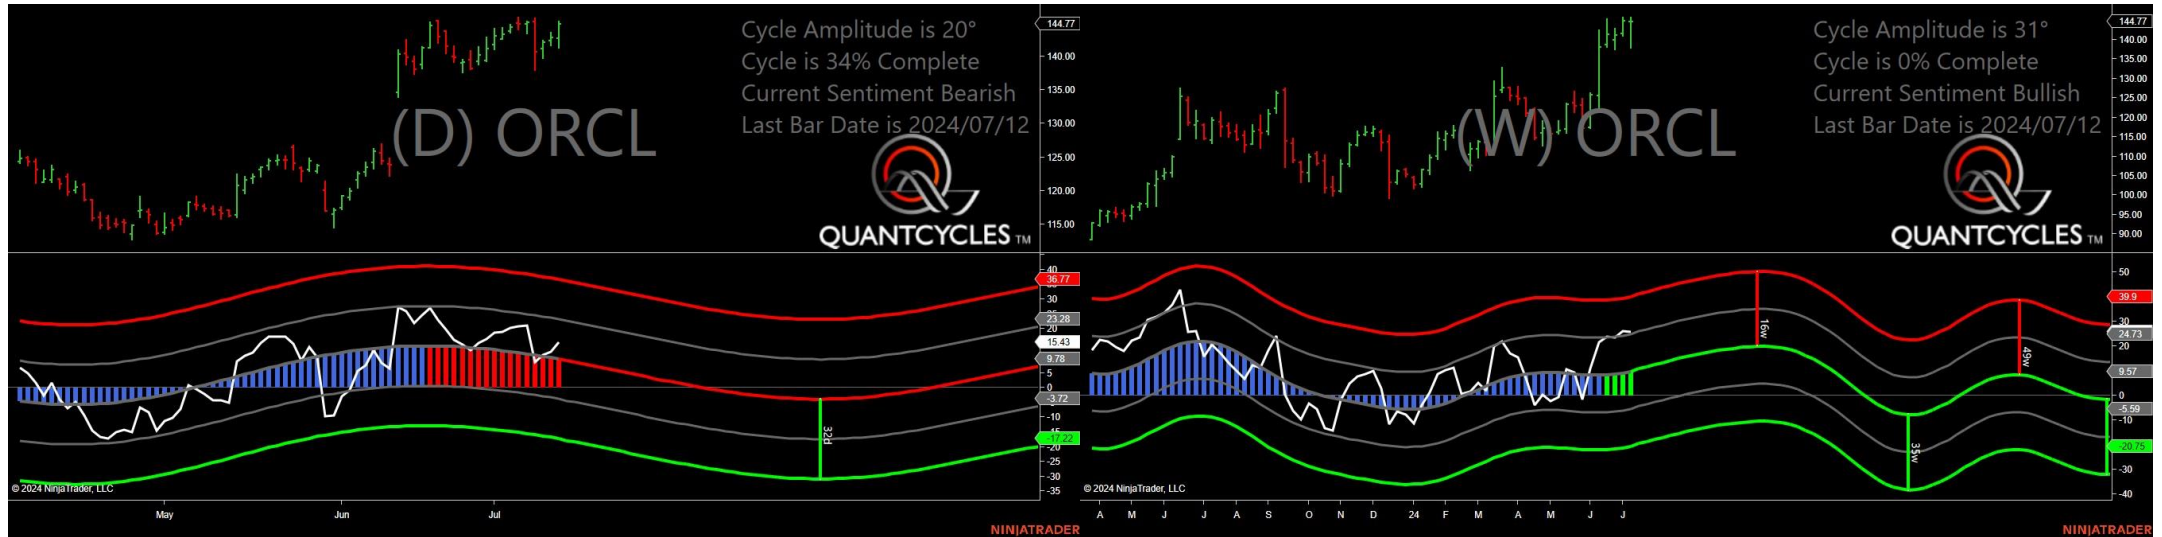 Cycle Amplitude is 20°
Cycle is 34% Complete
Current Sentiment Bearish
Last Bar Date is 2024/07/12
(D) ORCL
QUANTCYCLES TM
144.77
140.00
135.00
130.00
125.00
120.00
115.00
40
36.77
30
23.28
20
15.43
9.78
5
0
-3.72
-10
-17.22
-20
-25
-30
-35
32d
© 2024 NinjaTrader, LLC
May
Jun
Jul
NINJATRADER
Cycle Amplitude is 31°
Cycle is 0% Complete
Current Sentiment Bullish
Last Bar Date is 2024/07/12
(W) ORCL
QUANTCYCLES TM
144.77
140.00
135.00
130.00
125.00
120.00
115.00
110.00
105.00
100.00
95.00
90.00
50
39.9
30
24.73
20
9.57
0
-5.59
-10
-20.75
-30
-40
16w
35w
49w
© 2024 NinjaTrader, LLC
A M J J A S O N D 24 F M A M J J
NINJATRADER